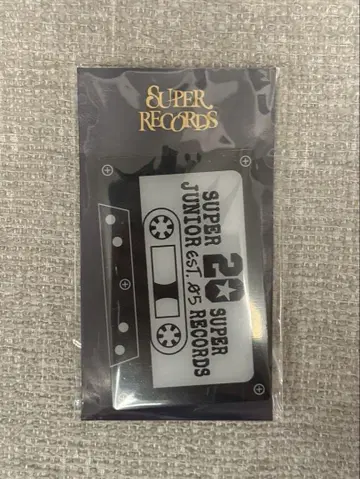 SUPER
RECORDS
SUPER 20 SUPER
JUNIOR EST. 05 RECORDS